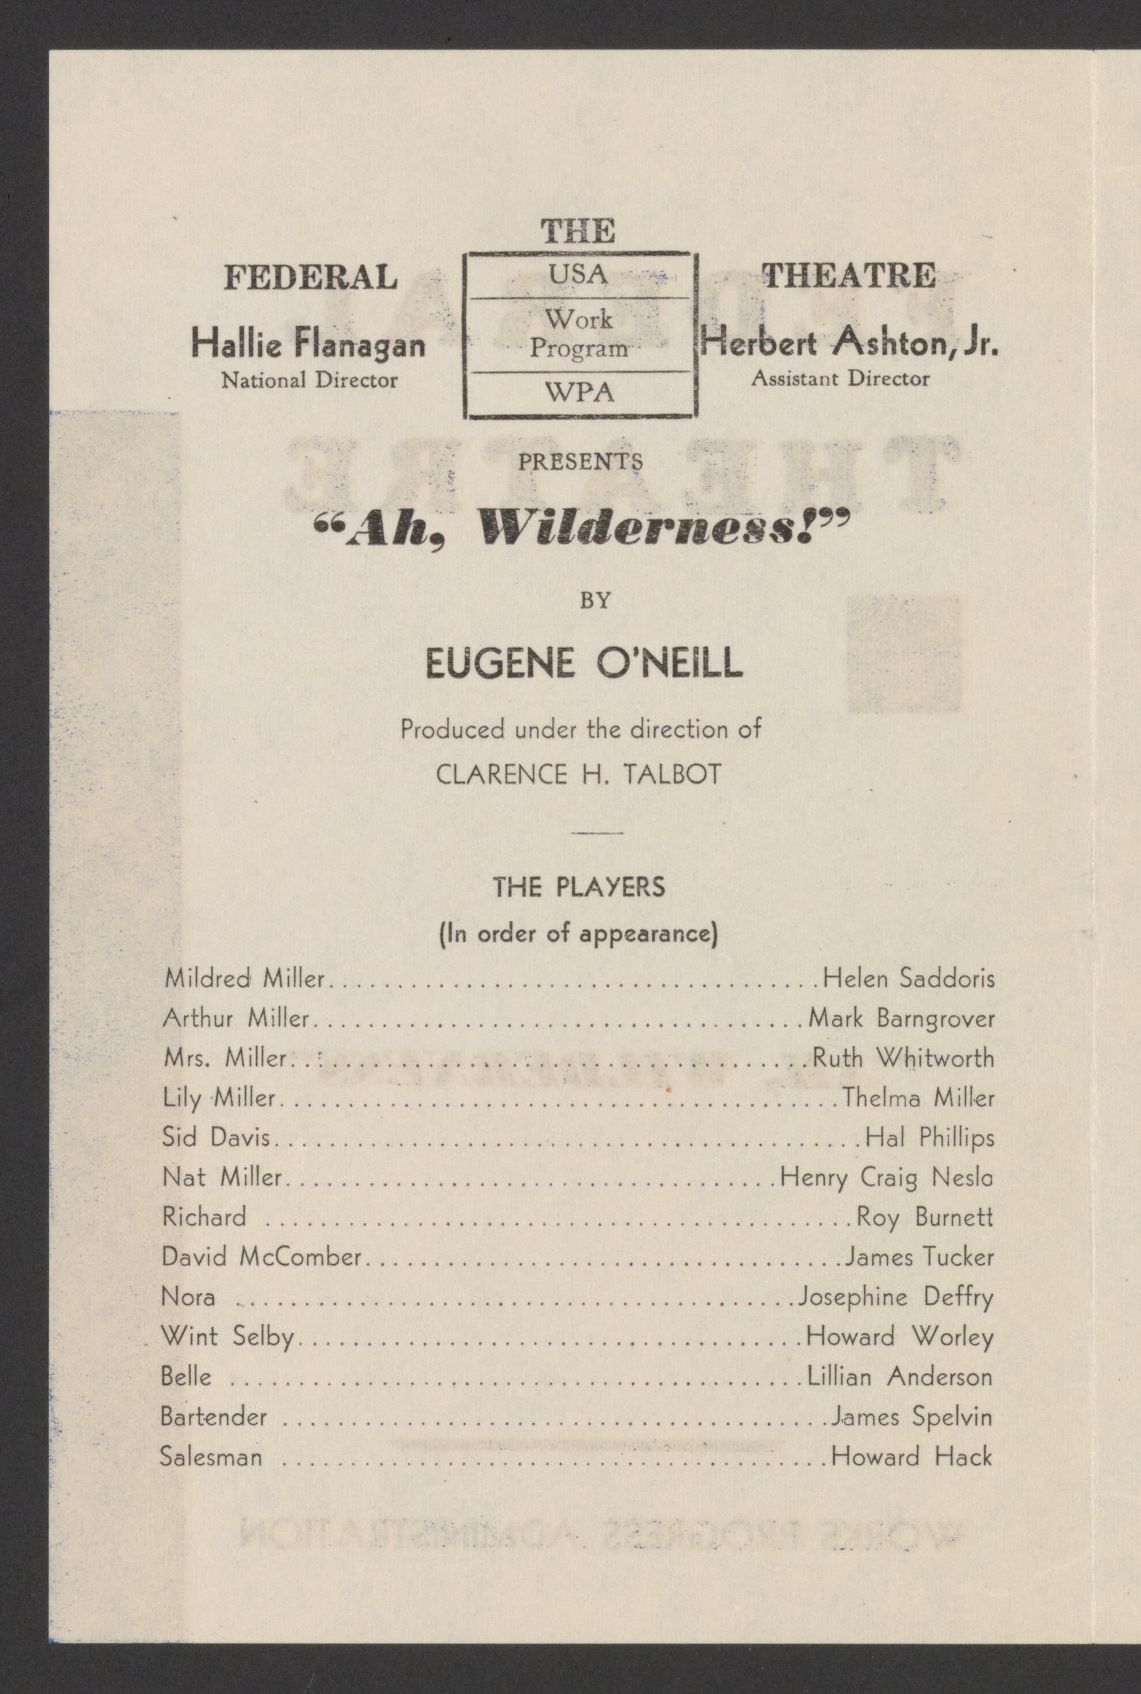 THE
FEDERAL
USA
THEATRE
Hallie Flanagan
Work
Program
Herbert Ashton, Jr.
National Director
WPA
Assistant Director
PRESENTS
“Ah, Wilderness!”
BY
EUGENE O'NEILL
Produced under the direction of
CLARENCE H. TALBOT
THE PLAYERS
(In order of appearance)
Mildred Miller....................................Helen Saddoris
Arthur Miller....................................Mark Barngrover
Mrs. Miller......................................Ruth Whitworth
Lily Miller.........................................Thelma Miller
Sid Davis...........................................Hal Phillips
Nat Miller....................................Henry Craig Neslo
Richard ...........................................Roy Burnett
David McComber...................................James Tucker
Nora .........................................Josephine Deffry
Wint Selby.....................................Howard Worley
Belle ..........................................Lillian Anderson
Bartender ........................................James Spelvin
Salesman ........................................Howard Hack